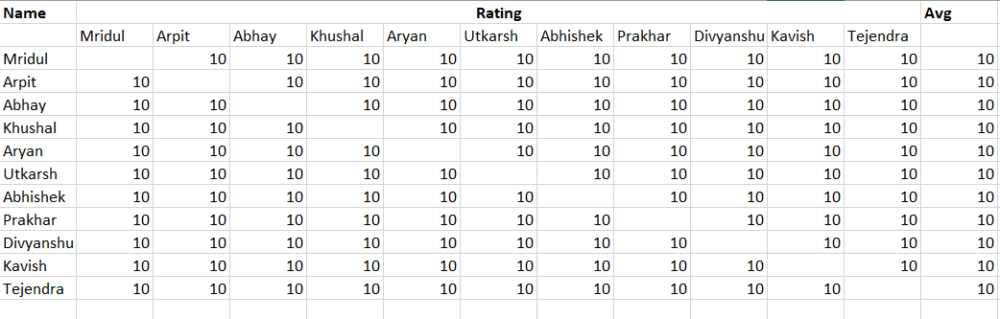 Name Rating Avg
Mridul Arpit Abhay Khushal Aryan Utkarsh Abhishek Prakhar Divyanshu Kavish Tejendra
Mridul 10 10 10 10 10 10 10 10 10 10 10
Arpit 10 10 10 10 10 10 10 10 10 10 10
Abhay 10 10 10 10 10 10 10 10 10 10 10
Khushal 10 10 10 10 10 10 10 10 10 10 10
Aryan 10 10 10 10 10 10 10 10 10 10 10
Utkarsh 10 10 10 10 10 10 10 10 10 10 10
Abhishek 10 10 10 10 10 10 10 10 10 10 10
Prakhar 10 10 10 10 10 10 10 10 10 10 10
Divyanshu 10 10 10 10 10 10 10 10 10 10 10
Kavish 10 10 10 10 10 10 10 10 10 10 10
Tejendra 10 10 10 10 10 10 10 10 10 10 10